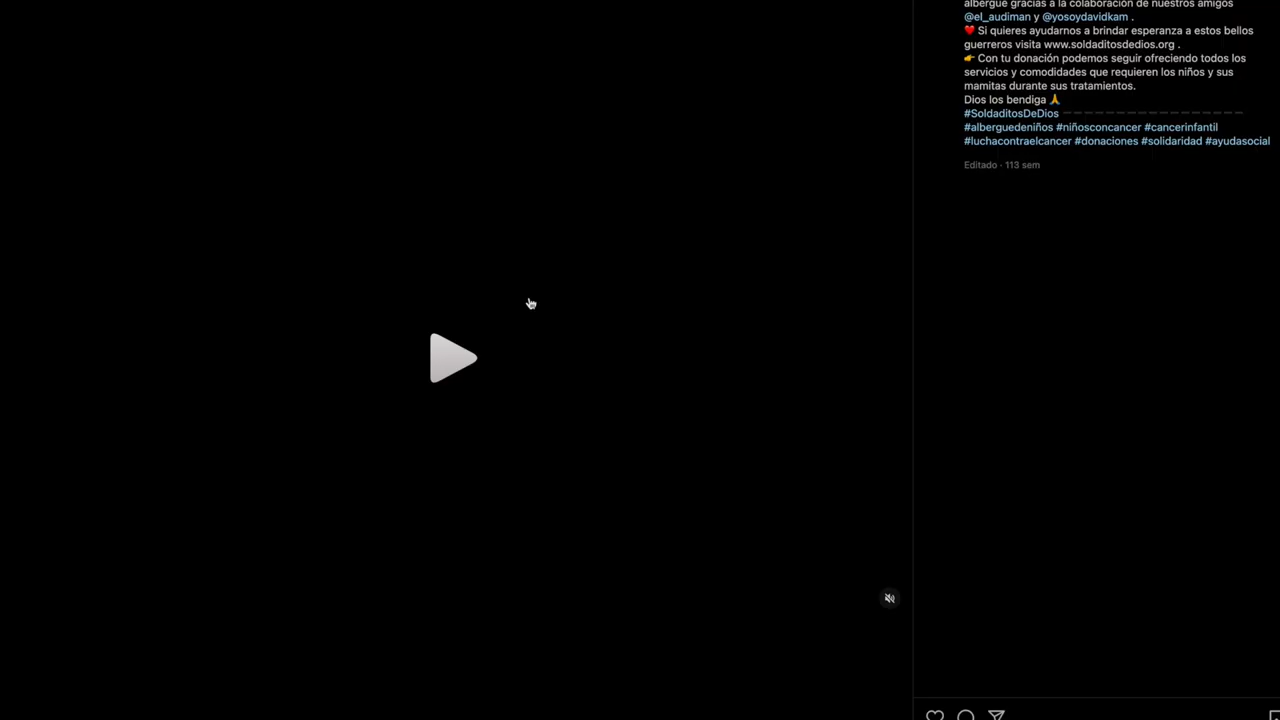 albergue gracias a la colaboración de nuestros amigos
@el_audiman y @yosoydavidkam .
❤️ Si quieres ayudarnos a brindar esperanza a estos bellos
guerreros visita www.soldaditosdedios.org .
👉 Con tu donación podemos seguir ofreciendo todos los
servicios y comodidades que requieren los niños y sus
mamitas durante sus tratamientos.
Dios los bendiga 🙏
#SoldaditosDeDios ➖➖➖➖➖➖➖➖➖➖➖➖➖➖➖➖
#alberguedeniños #niñosconcancer #cancerinfantil
#luchacontraelcancer #donaciones #solidaridad #ayudasocial
Editado · 113 sem